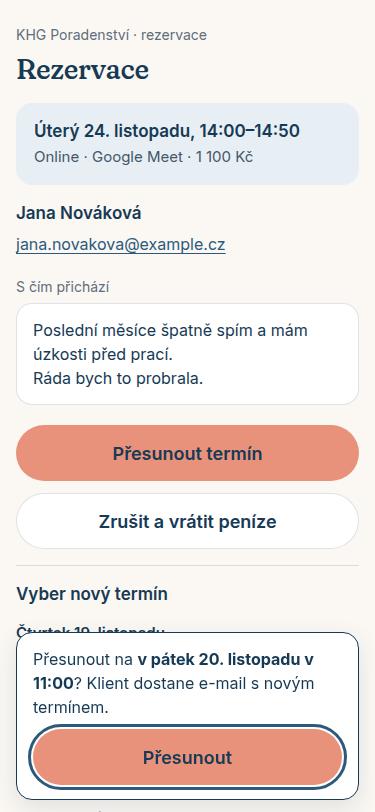 KHG Poradenství · rezervace
Rezervace
Úterý 24. listopadu, 14:00–14:50
Online · Google Meet · 1 100 Kč
Jana Nováková
jana.novakova@example.cz
S čím přichází
Poslední měsíce špatně spím a mám
úzkosti před prací.
Ráda bych to probrala.
Přesunout termín
Zrušit a vrátit peníze
Vyber nový termín
Čtvrtek 19. listopadu
Přesunout na v pátek 20. listopadu v
11:00? Klient dostane e-mail s novým
termínem.
Přesunout